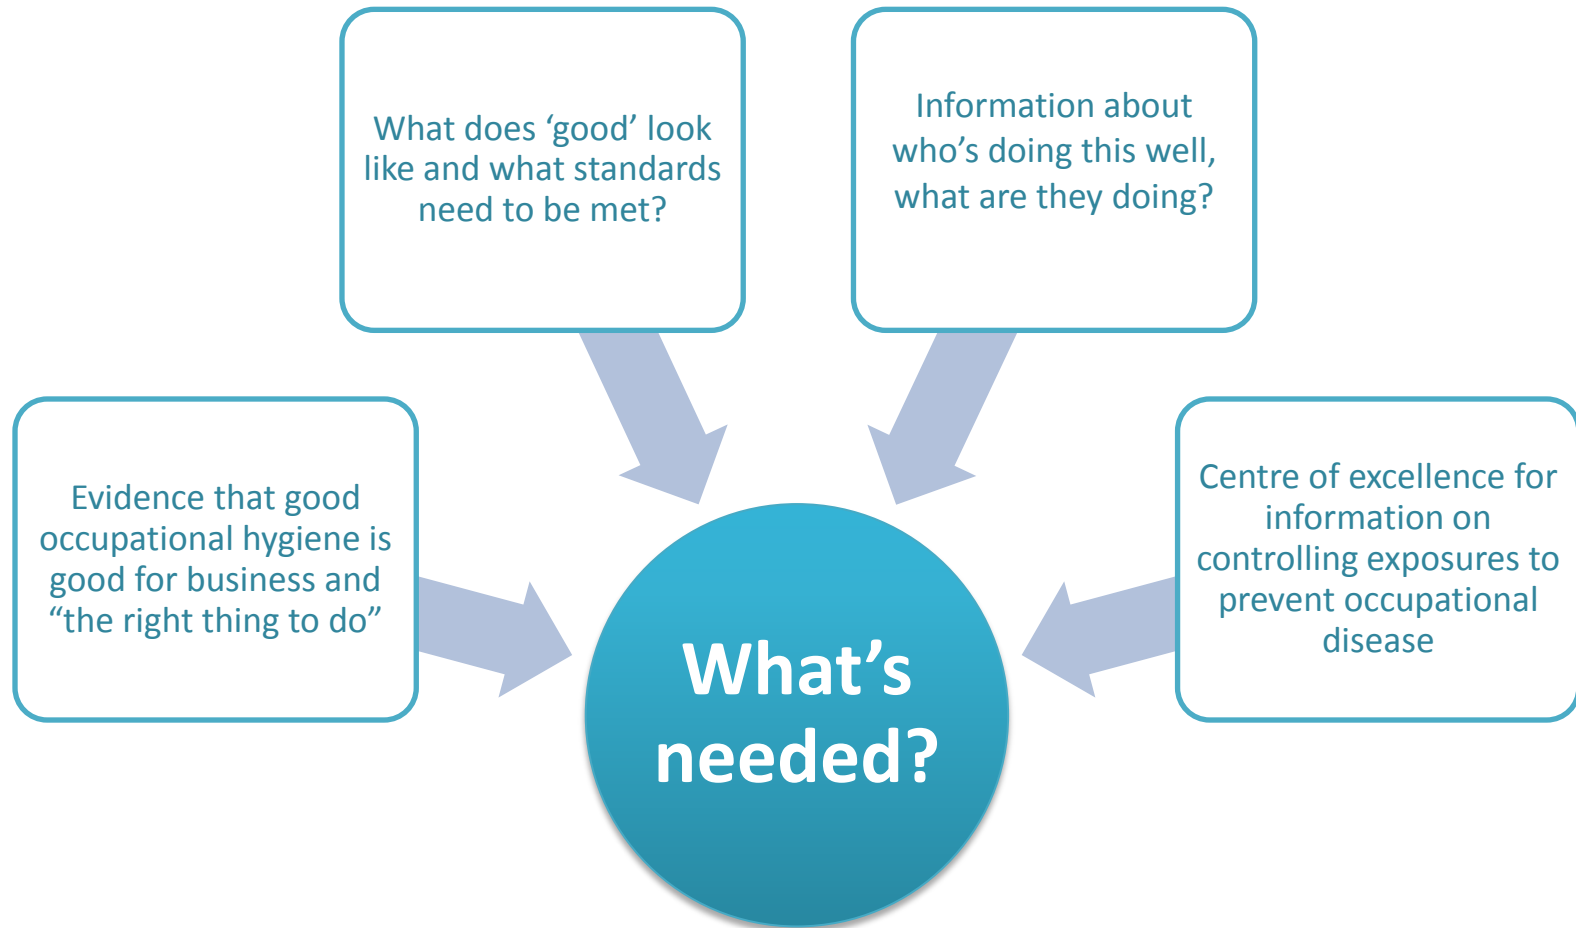 What does ‘good’ look
like and what standards
need to be met?
Information about
who’s doing this well,
what are they doing?
Evidence that good
occupational hygiene is
good for business and
“the right thing to do”
Centre of excellence for
information on
controlling exposures to
prevent occupational
disease
What’s
needed?